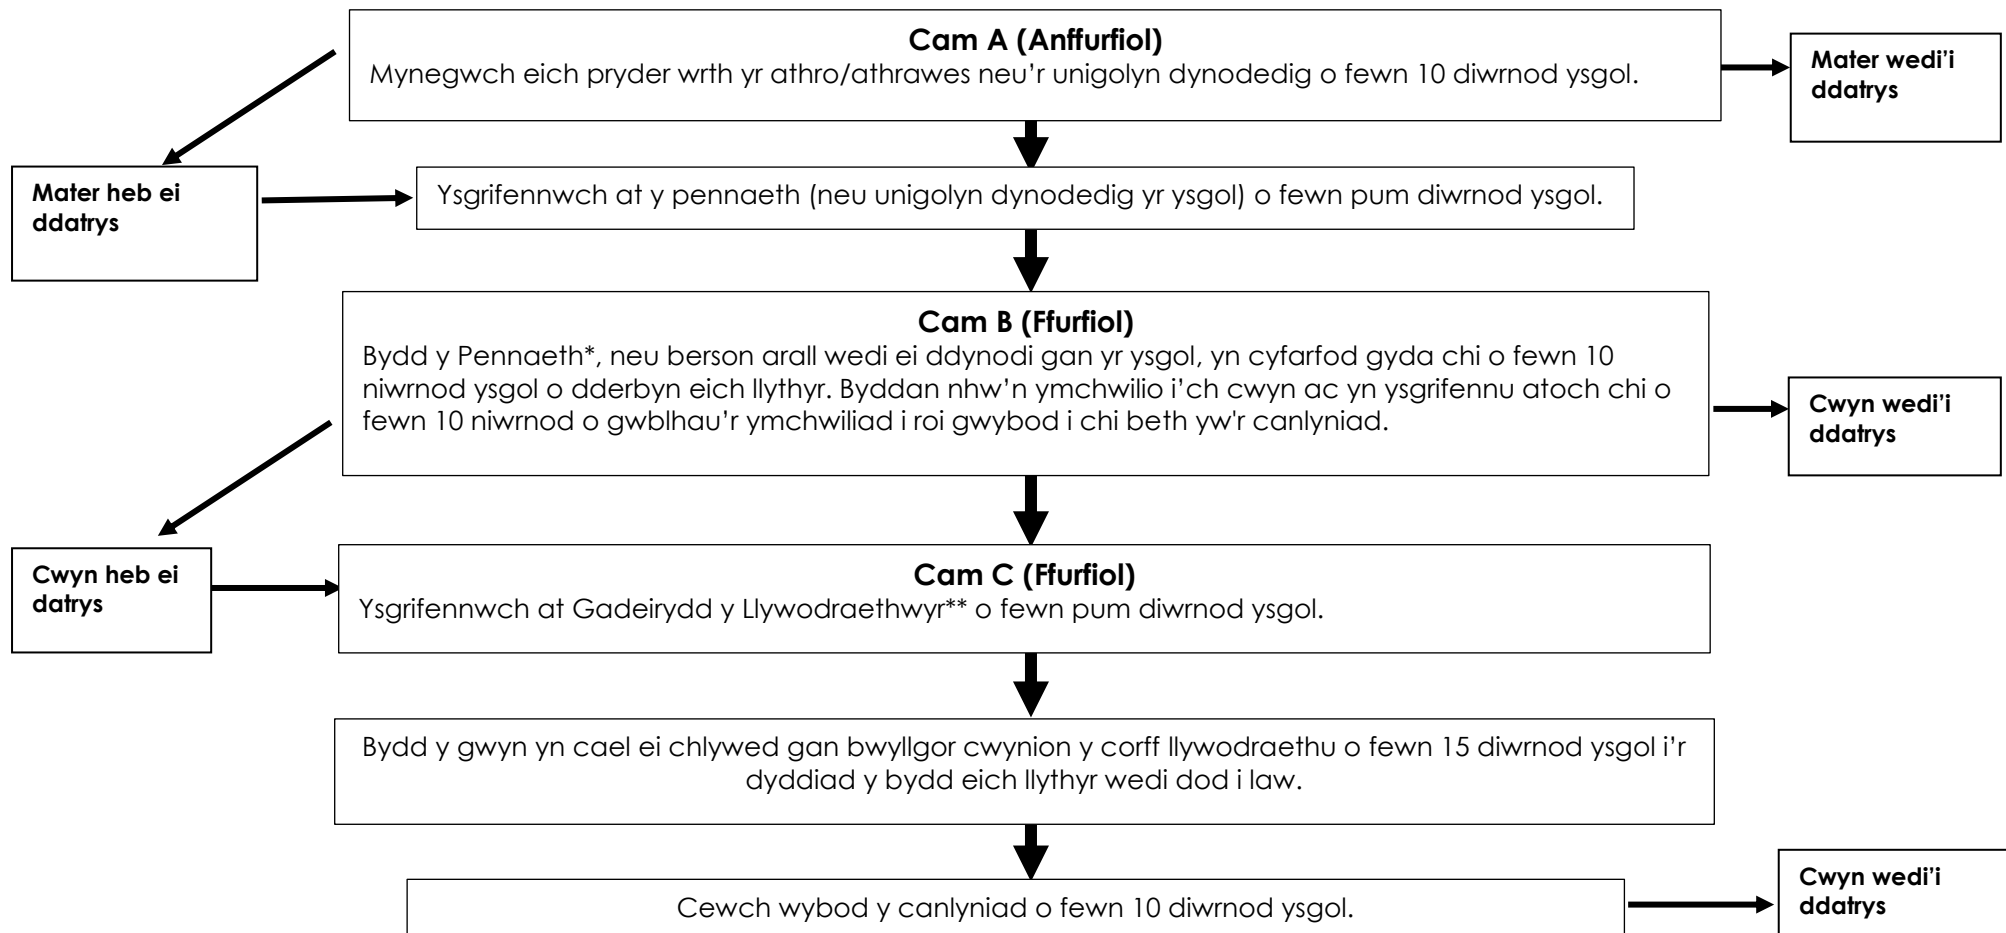 Cam A (Anffurfiol)
Mynegwch eich pryder wrth yr athro/athrawes neu'r unigolyn dynodedig o fewn 10 diwrnod ysgol.
Mater wedi'i
ddatrys
Mater heb ei
ddatrys
Ysgrifennwch at y pennaeth (neu unigolyn dynodedig yr ysgol) o fewn pum diwrnod ysgol.
Cam B (Ffurfiol)
Bydd y Pennaeth*, neu berson arall wedi ei ddynodi gan yr ysgol, yn cyfarfod gyda chi o fewn 10
niwrnod ysgol o dderbyn eich llythyr. Byddan nhw'n ymchwilio i'ch cwyn ac yn ysgrifennu atoch chi o
fewn 10 niwrnod o gwblhau'r ymchwiliad i roi gwybod i chi beth yw'r canlyniad.
Cwyn wedi'i
ddatrys
Cwyn heb ei
datrys
Cam C (Ffurfiol)
Ysgrifennwch at Gadeirydd y Llywodraethwyr** o fewn pum diwrnod ysgol.
Bydd y gwyn yn cael ei chlywed gan bwyllgor cwynion y corff llywodraethu o fewn 15 diwrnod ysgol i'r
dyddiad y bydd eich llythyr wedi dod i law.
Cewch wybod y canlyniad o fewn 10 diwrnod ysgol.
Cwyn wedi'i
ddatrys